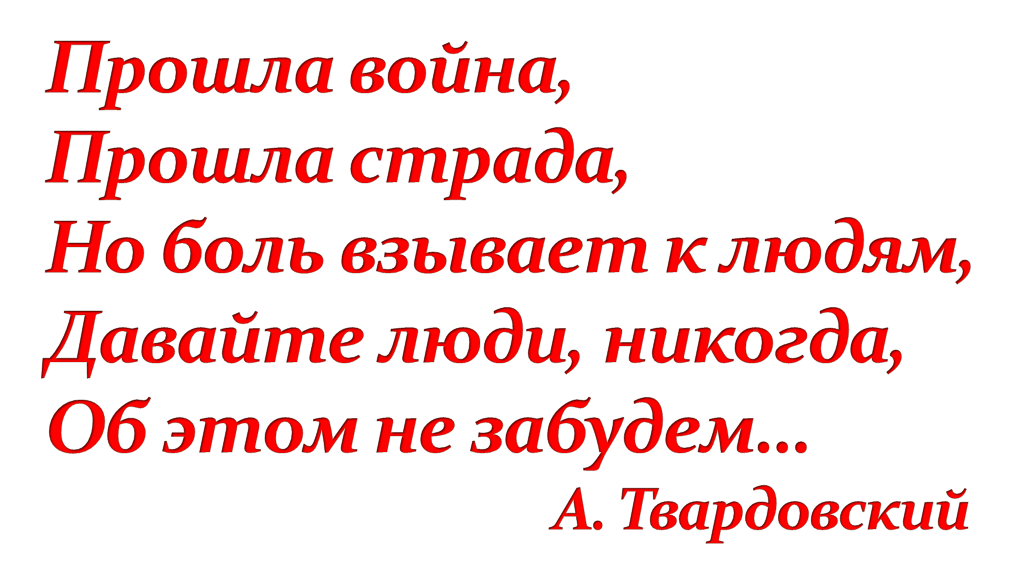 Прошла война,
Прошла страда,
Но боль взывает к людям,
Давайте люди, никогда,
Об этом не забудем...
А. Твардовский